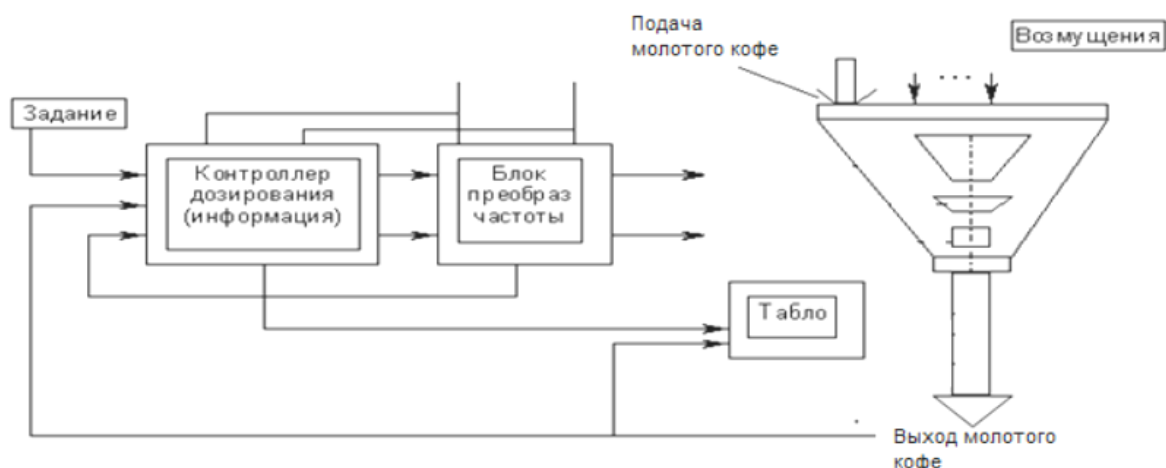 Подача
молотого кофе
Возмущения
...
Задание
Контроллер
дозирования
(информация)
Блок
преобраз
частоты
Табло
Выход молотого
кофе